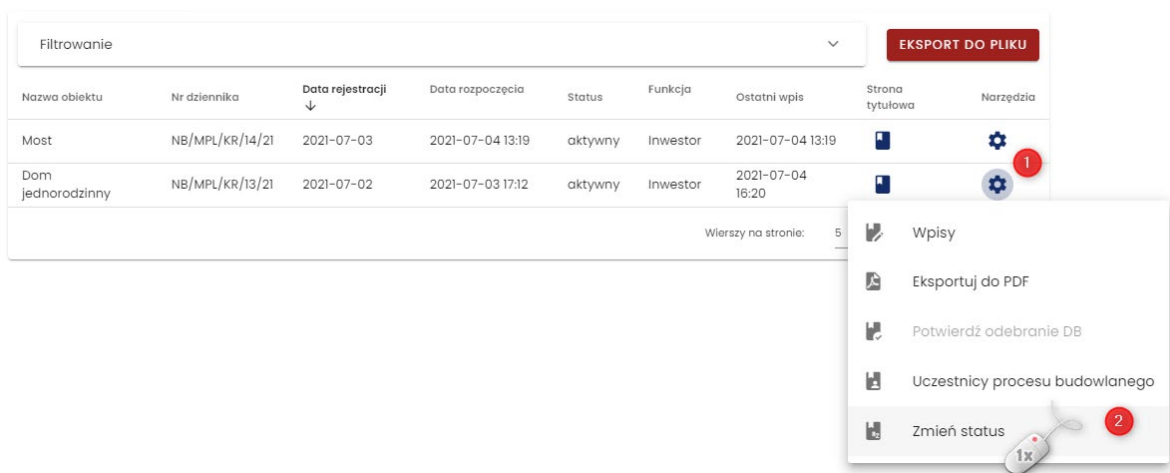 Filtrowanie
EKSPORT DO PLIKU
Nazwa obiektu Nr dziennika Data rejestracji Data rozpoczęcia Status Funkcja Ostatni wpis Strona tytułowa Narzędzia
Most NB/MPL/KR/14/21 2021-07-03 2021-07-04 13:19 aktywny Inwestor 2021-07-04 13:19
1
Dom jednorodzinny NB/MPL/KR/13/21 2021-07-02 2021-07-03 17:12 aktywny Inwestor 2021-07-04 16:20
Wierszy na stronie: 5
Wpisy
Eksportuj do PDF
Potwierdź odebranie DB
Uczestnicy procesu budowlanego
Zmień status
2
1x